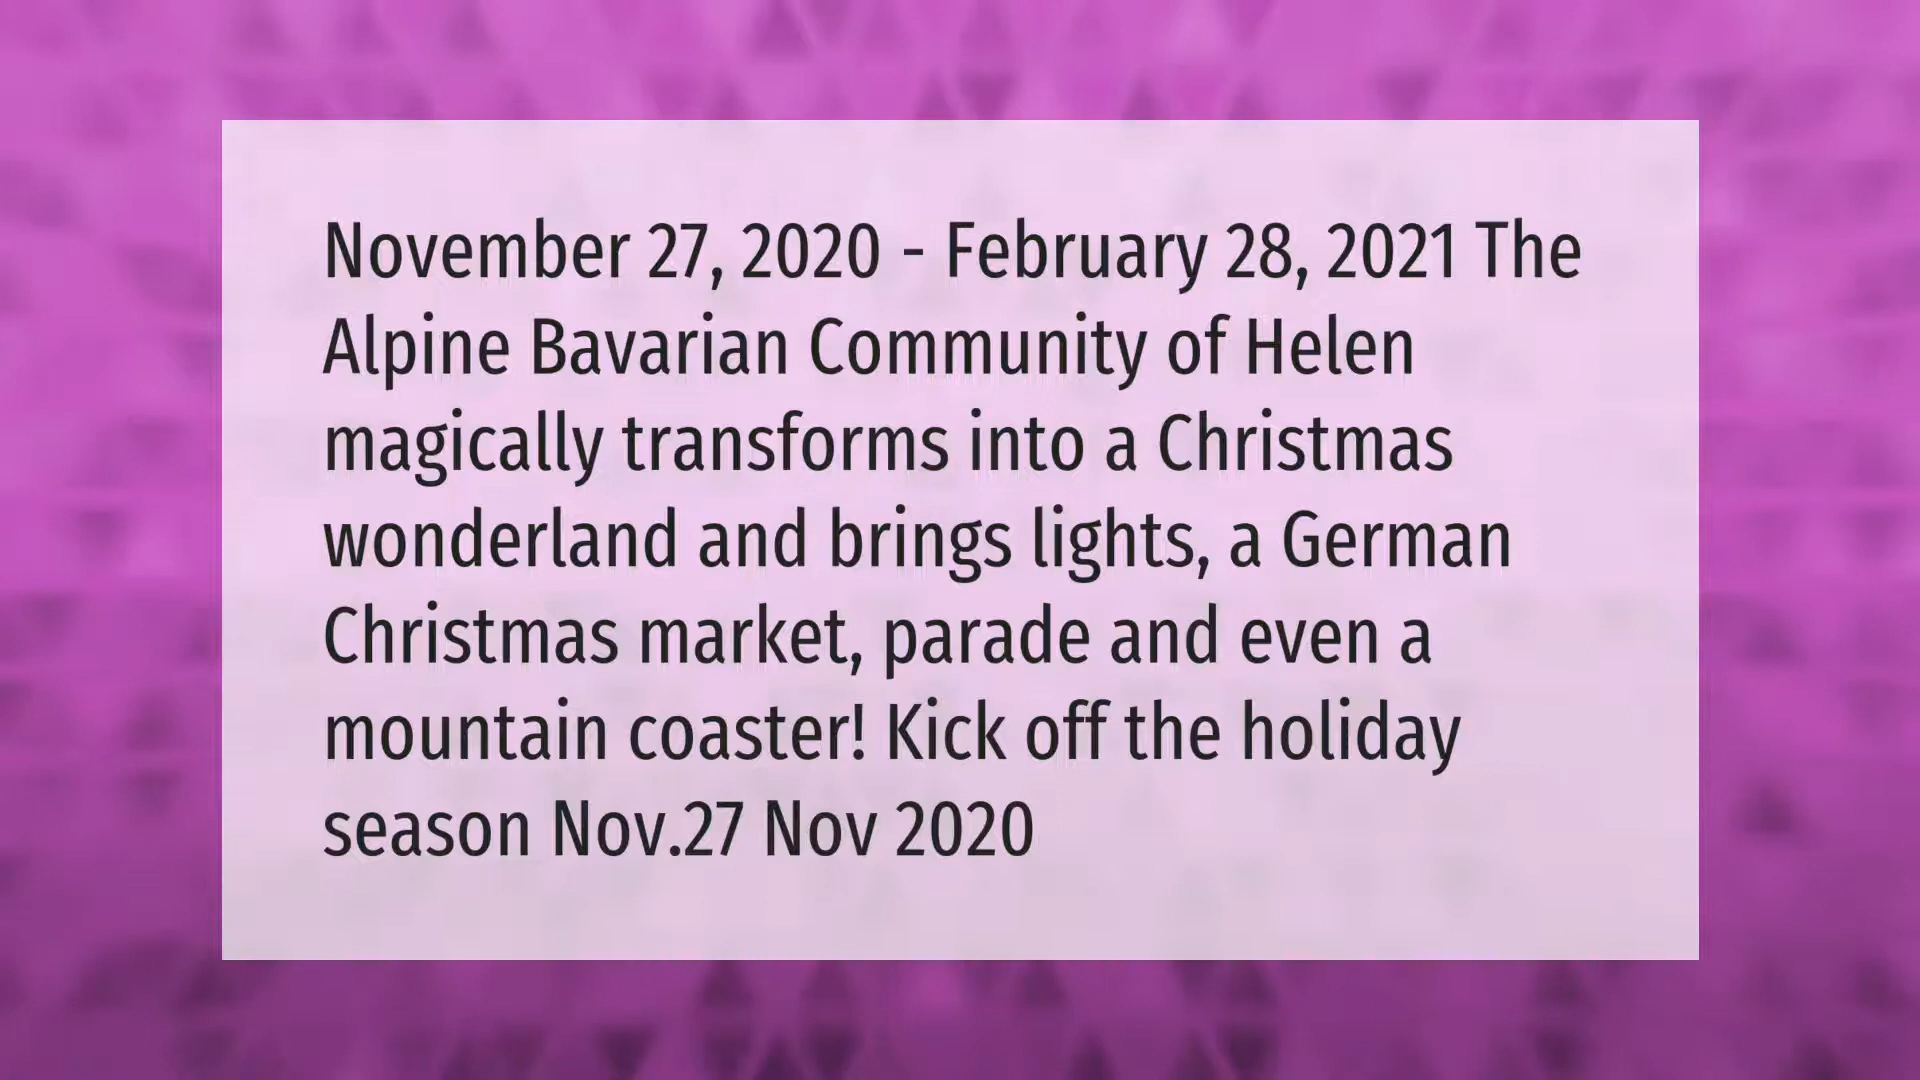 November 27, 2020 - February 28, 2021 The
Alpine Bavarian Community of Helen
magically transforms into a Christmas
wonderland and brings lights, a German
Christmas market, parade and even a
mountain coaster! Kick off the holiday
season Nov.27 Nov 2020